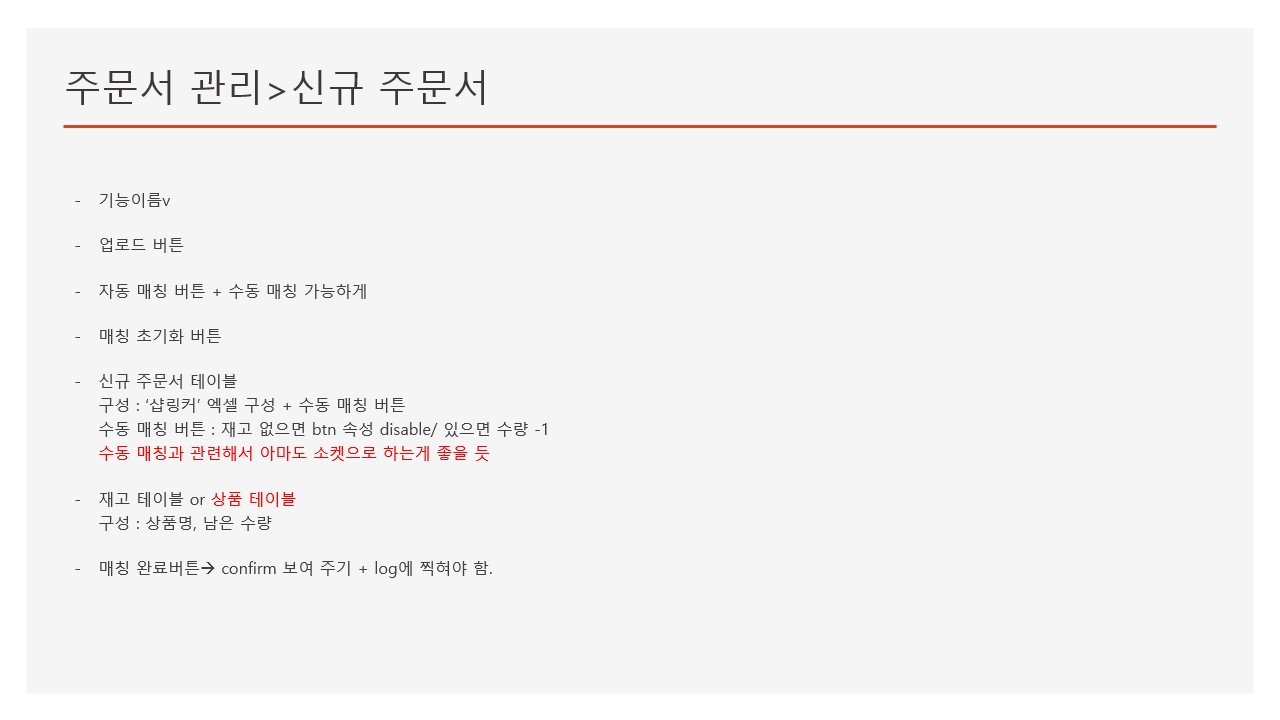 주문서 관리>신규 주문서
- 기능이름v
- 업로드 버튼
- 자동 매칭 버튼 + 수동 매칭 가능하게
- 매칭 초기화 버튼
- 신규 주문서 테이블
구성 : ‘샵링커’ 엑셀 구성 + 수동 매칭 버튼
수동 매칭 버튼 : 재고 없으면 btn 속성 disable/ 있으면 수량 -1
수동 매칭과 관련해서 아마도 소켓으로 하는게 좋을 듯
- 재고 테이블 or 상품 테이블
구성 : 상품명, 남은 수량
- 매칭 완료버튼→ confirm 보여 주기 + log에 찍혀야 함.